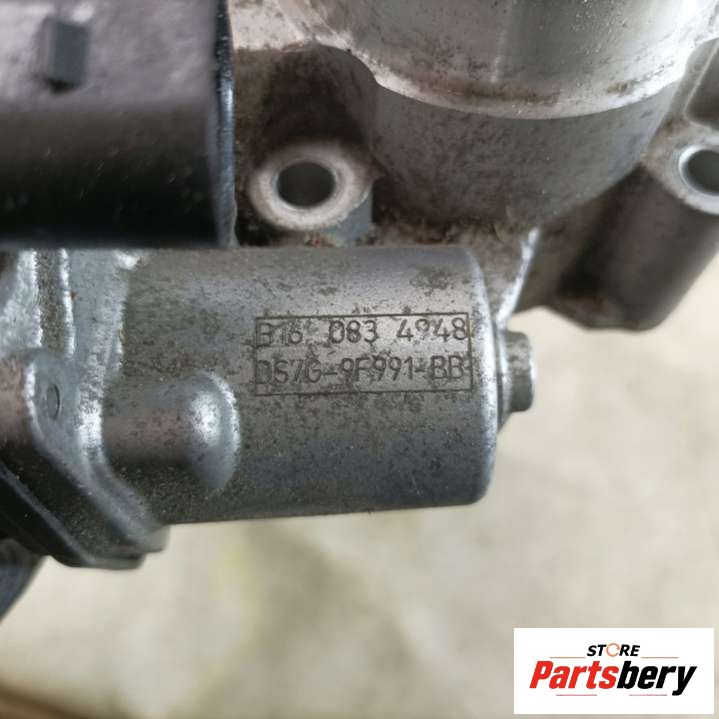 B16 083 4948
DS7G-9F991-BB
STORE
Partsbery